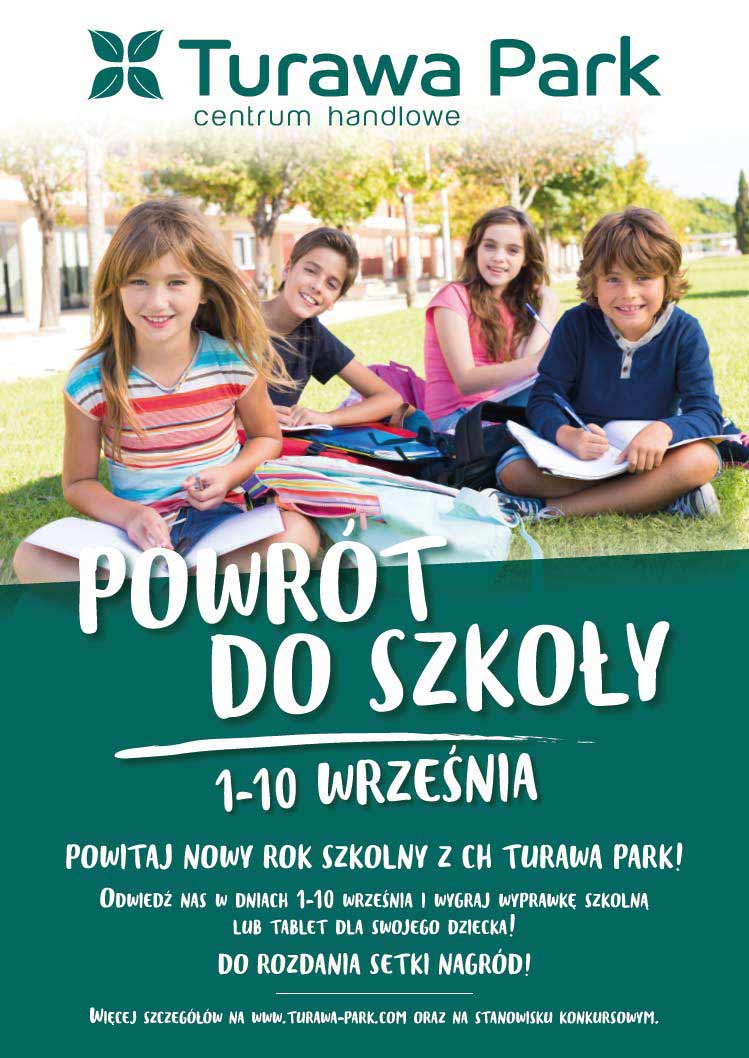 Turawa Park
centrum handlowe
POWRÓT
DO SZKOŁY
1-10 WRZEŚNIA
POWITAJ NOWY ROK SZKOLNY Z CH TURAWA PARK!
ODWIEDŹ NAS W DNIACH 1-10 WRZEŚNIA I WYGRAJ WYPRAWKĘ SZKOLNĄ
LUB TABLET DLA SWOJEGO DZIECKA!
DO ROZDANIA SETKI NAGRÓD!
WIĘCEJ SZCZEGÓŁÓW NA WWW.TURAWA-PARK.COM ORAZ NA STANOWISKU KONKURSOWYM.